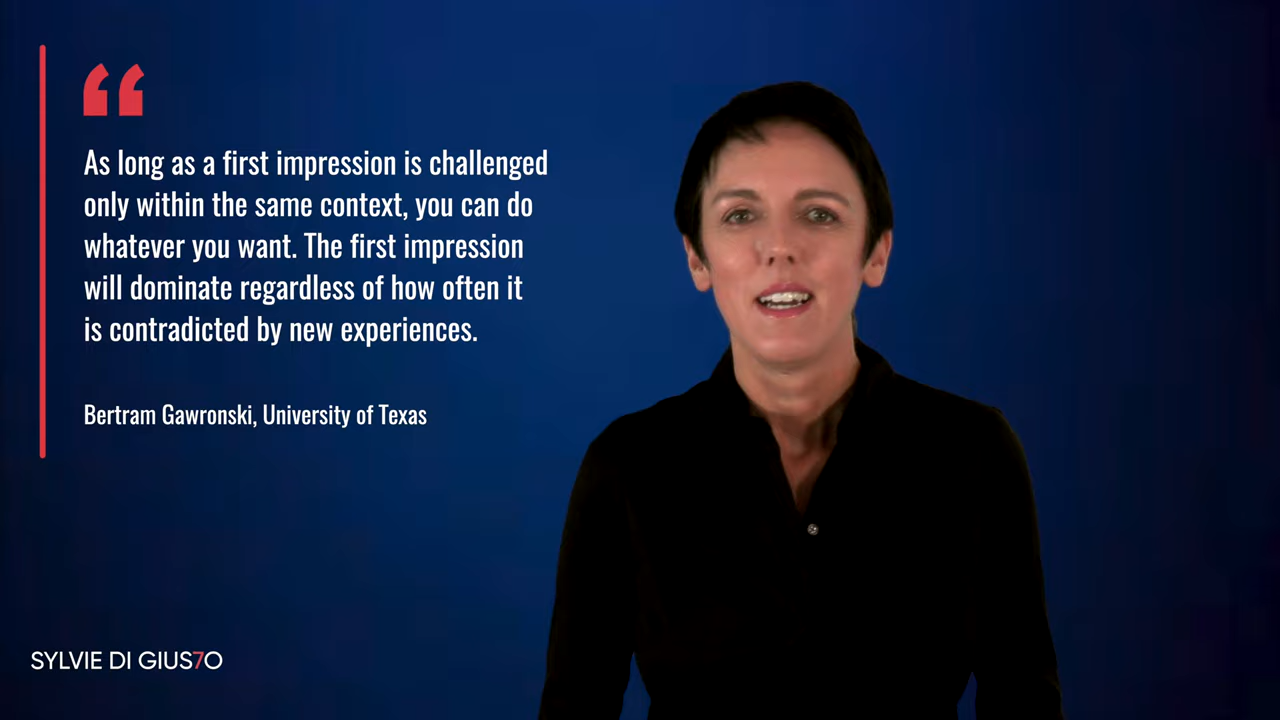 “
As long as a first impression is challenged
only within the same context, you can do
whatever you want. The first impression
will dominate regardless of how often it
is contradicted by new experiences.
Bertram Gawronski, University of Texas
SYLVIE DI GIUS7O